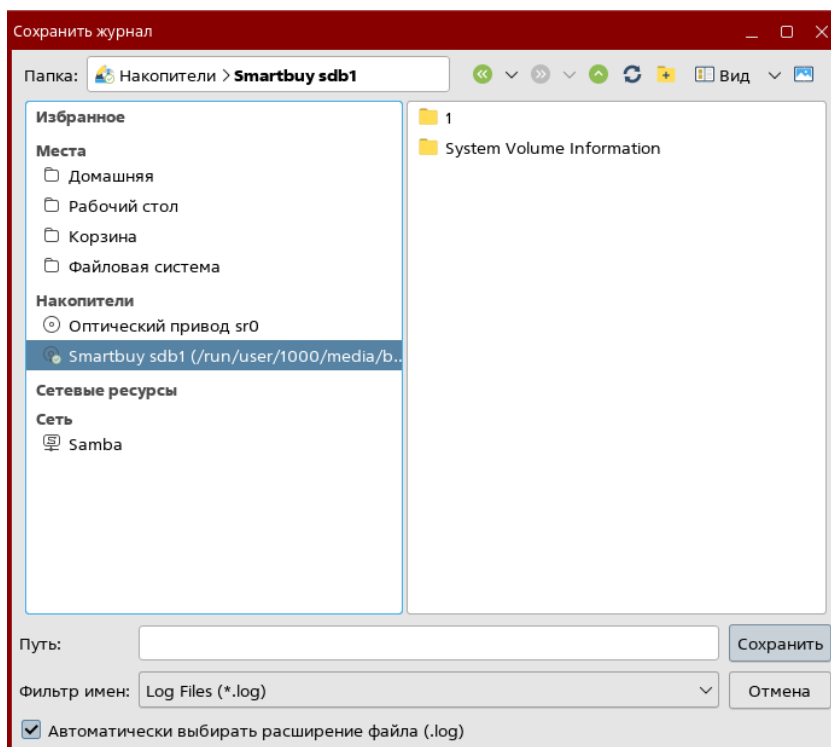 Сохранить журнал
Папка: Накопители > Smartbuy sdb1 Вид
Избранное
Места
Домашняя
Рабочий стол
Корзина
Файловая система
Накопители
Оптический привод sr0
Smartbuy sdb1 (/run/user/1000/media/b..
Сетевые ресурсы
Сеть
Samba
1
System Volume Information
Путь: Сохранить
Фильтр имен: Log Files (*.log) Отмена
Автоматически выбирать расширение файла (.log)